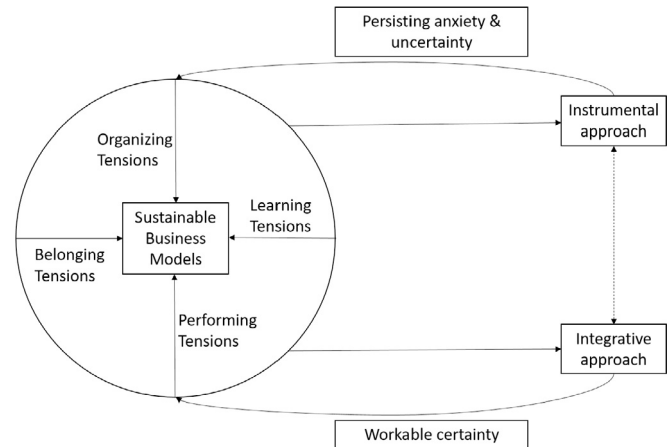 Persisting anxiety &
uncertainty
Instrumental
approach
Organizing
Tensions
Learning
Tensions
Sustainable
Business
Models
Belonging
Tensions
Performing
Tensions
Integrative
approach
Workable certainty